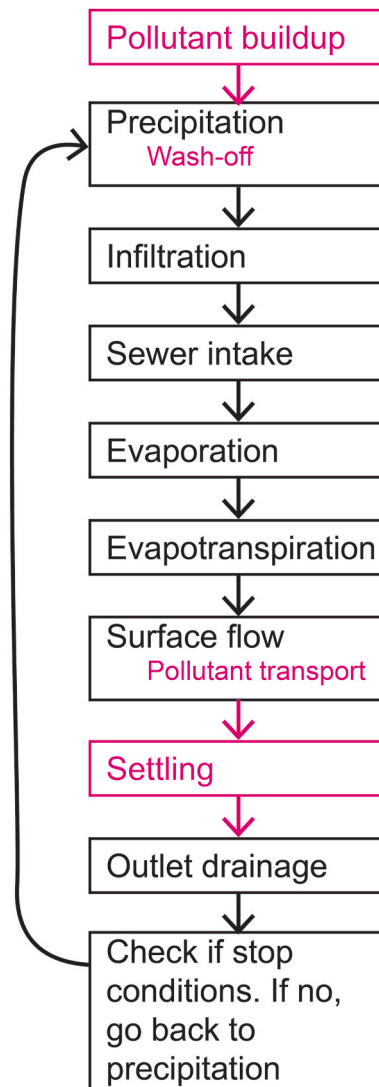 Pollutant buildup
Precipitation
Wash-off
Infiltration
Sewer intake
Evaporation
Evapotranspiration
Surface flow
Pollutant transport
Settling
Outlet drainage
Check if stop
conditions. If no,
go back to
precipitation